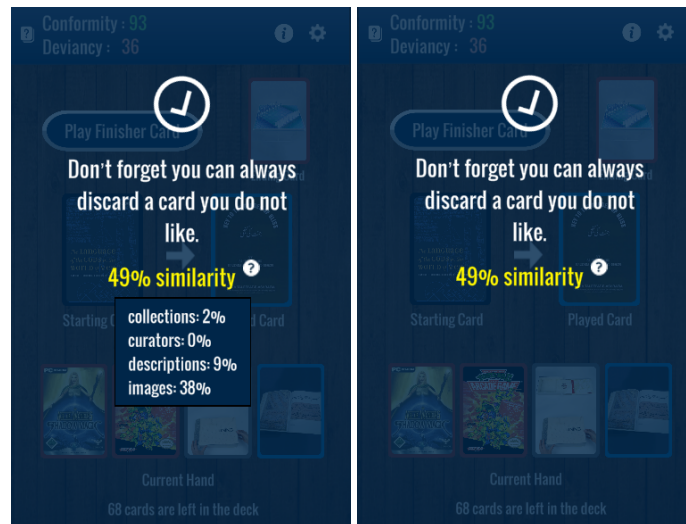 Conformity : 93
Deviancy : 36
Play Finisher Card
Don't forget you can always
discard a card you do not
like.
49% similarity ?
collections: 2%
curators: 0%
descriptions: 9%
images: 38%
Starting
Card
Current Hand
68 cards are left in the deck
Conformity : 93
Deviancy : 36
Play Finisher Card
Don't forget you can always
discard a card you do not
like.
49% similarity ?
Starting Card
Played Card
Current Hand
68 cards are left in the deck